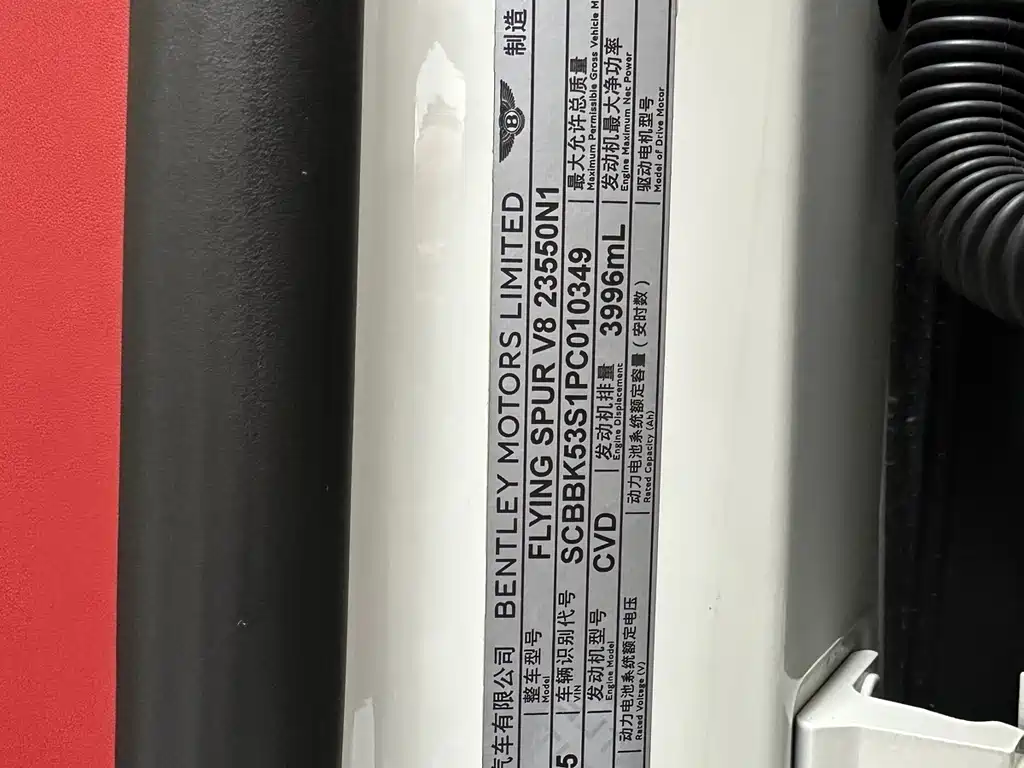 汽车有限公司 BENTLEY MOTORS LIMITED B 制造
整车型号 FLYING SPUR V8 23550N1
Model
车辆识别代号 SCBBK53S1PC010349 最大允许总质量
VIN Maximum Permissible Gross Vehicle M
5 发动机型号 CVD 发动机排量 3996mL 发动机最大净功率
Engine Model Engine Displacement Engine Maximum Net Power
动力电池系统额定电压 动力电池系统额定容量(安时数) 驱动电机型号
Rated Voltage (V) Rated Capacity (Ah) Model of Drive Motor